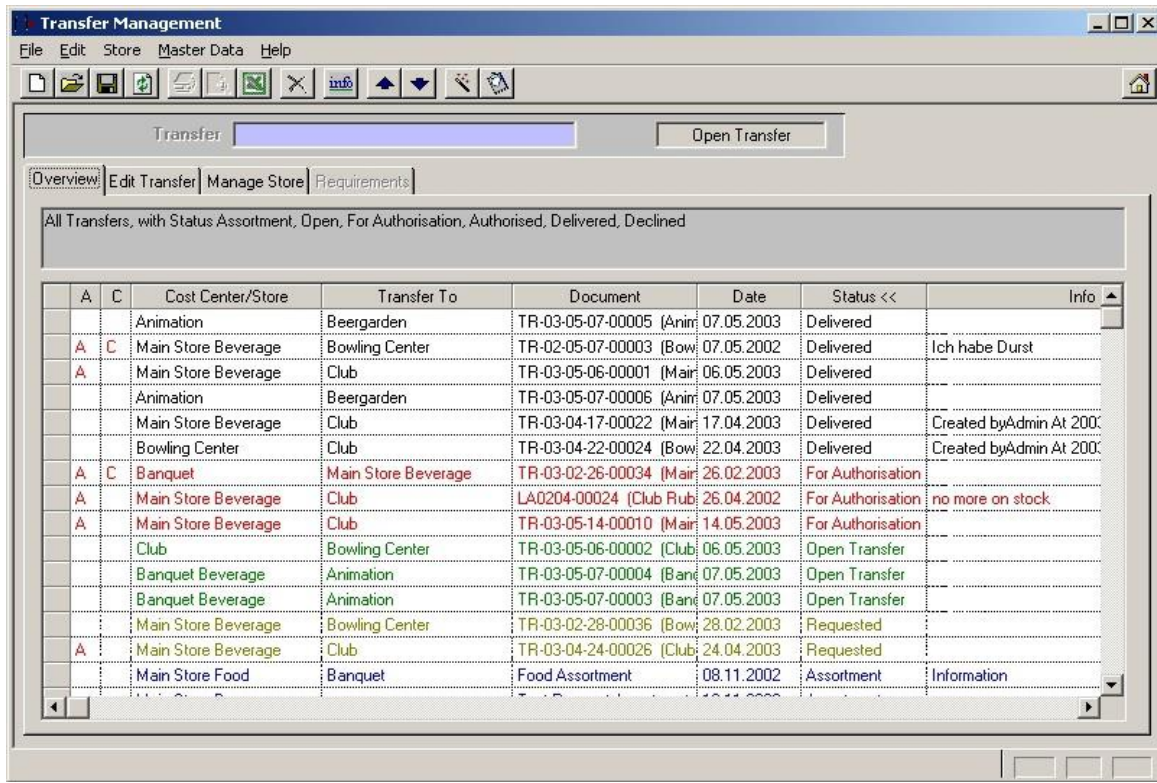 Transfer Management
File Edit Store Master Data Help
info
Transfer Open Transfer
Overview Edit Transfer Manage Store Requirements
All Transfers, with Status Assortment, Open, For Authorisation, Authorised, Delivered, Declined
A C Cost Center/Store Transfer To Document Date Status << Info
Animation Beergarden TR-03-05-07-00005 (Anim 07.05.2003 Delivered
A C Main Store Beverage Bowling Center TR-02-05-07-00003 (Bow 07.05.2002 Delivered Ich habe Durst
A Main Store Beverage Club TR-03-05-06-00001 (Main 06.05.2003 Delivered
Animation Beergarden TR-03-05-07-00006 (Anim 07.05.2003 Delivered
Main Store Beverage Club TR-03-04-17-00022 (Main 17.04.2003 Delivered Created byAdmin At 2003
Bowling Center Club TR-03-04-22-00024 (Bow 22.04.2003 Delivered Created byAdmin At 2003
A C Banquet Main Store Beverage TR-03-02-26-00034 (Main 26.02.2003 For Authorisation
A Main Store Beverage Club LA0204-00024 (Club Rub 26.04.2002 For Authorisation no more on stock
A Main Store Beverage Club TR-03-05-14-00010 (Main 14.05.2003 For Authorisation
Club Bowling Center TR-03-05-06-00002 (Club 06.05.2003 Open Transfer
Banquet Beverage Animation TR-03-05-07-00004 (Band 07.05.2003 Open Transfer
Banquet Beverage Animation TR-03-05-07-00003 (Band 07.05.2003 Open Transfer
Main Store Beverage Bowling Center TR-03-02-28-00036 (Bow 28.02.2003 Requested
A Main Store Beverage Club TR-03-04-24-00026 (Club 24.04.2003 Requested
Main Store Food Banquet Food Assortment 08.11.2002 Assortment Information